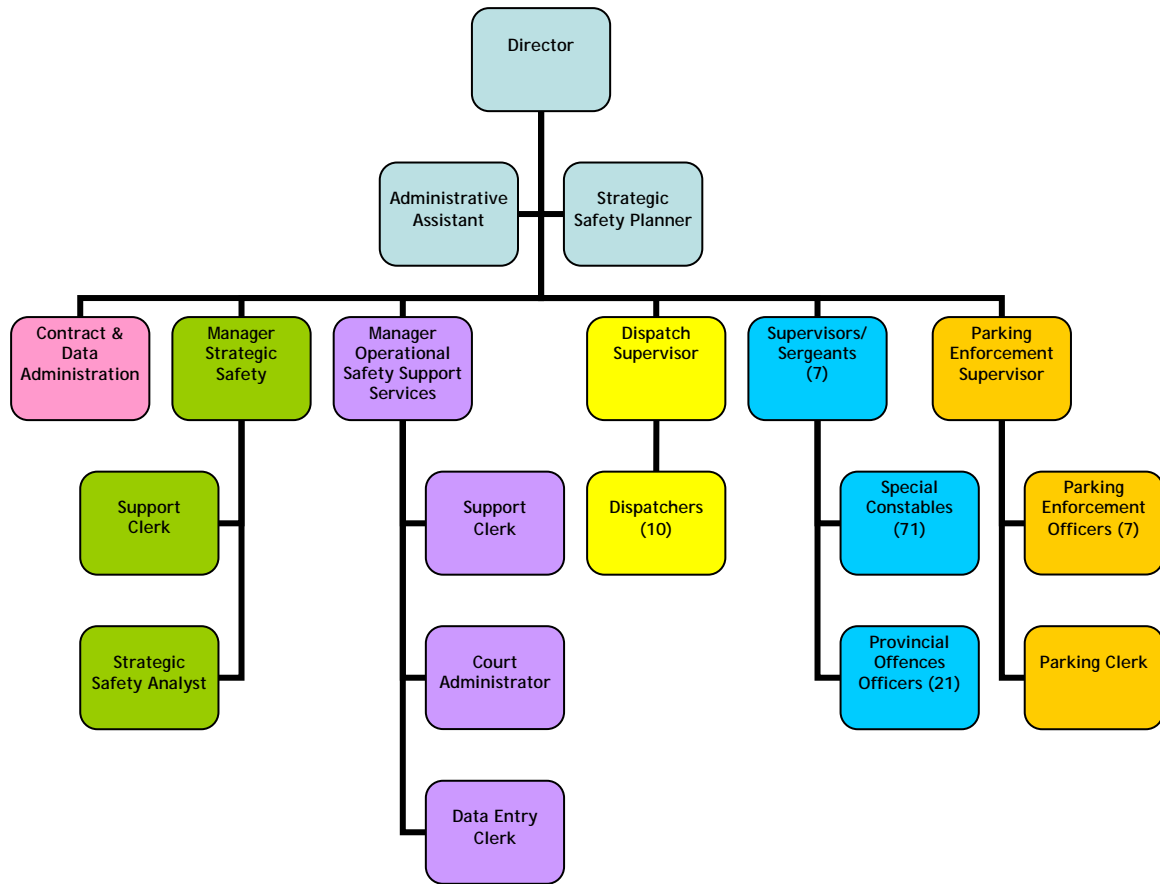 Director
Administrative
Assistant
Strategic
Safety Planner
Contract &
Data
Administration
Manager
Strategic
Safety
Manager
Operational
Safety Support
Services
Dispatch
Supervisor
Supervisors/
Sergeants
(7)
Parking
Enforcement
Supervisor
Support
Clerk
Support
Clerk
Dispatchers
(10)
Special
Constables
(71)
Parking
Enforcement
Officers (7)
Strategic
Safety Analyst
Court
Administrator
Provincial
Offences
Officers (21)
Parking Clerk
Data Entry
Clerk